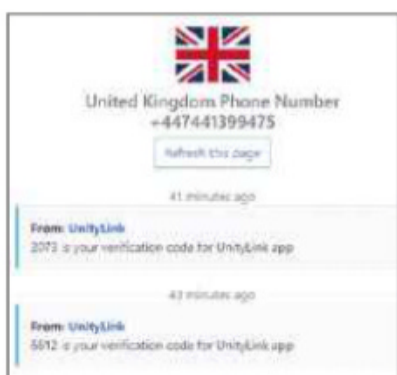 United Kingdom Phone Number
+447441399475
Refresh this page
41 minutes ago
From: UnityLink
2073 is your verification code for UnityLink app
43 minutes ago
From: UnityLink
6612 is your verification code for UnityLink app